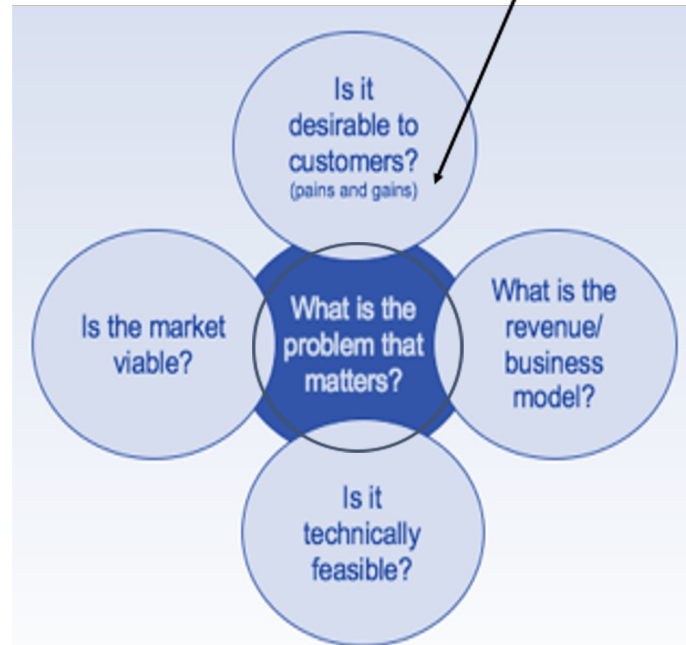 Is it
desirable to
customers?
(pains and gains)
Is the market
viable?
What is the
problem that
matters?
What is the
revenue/
business
model?
Is it
technically
feasible?